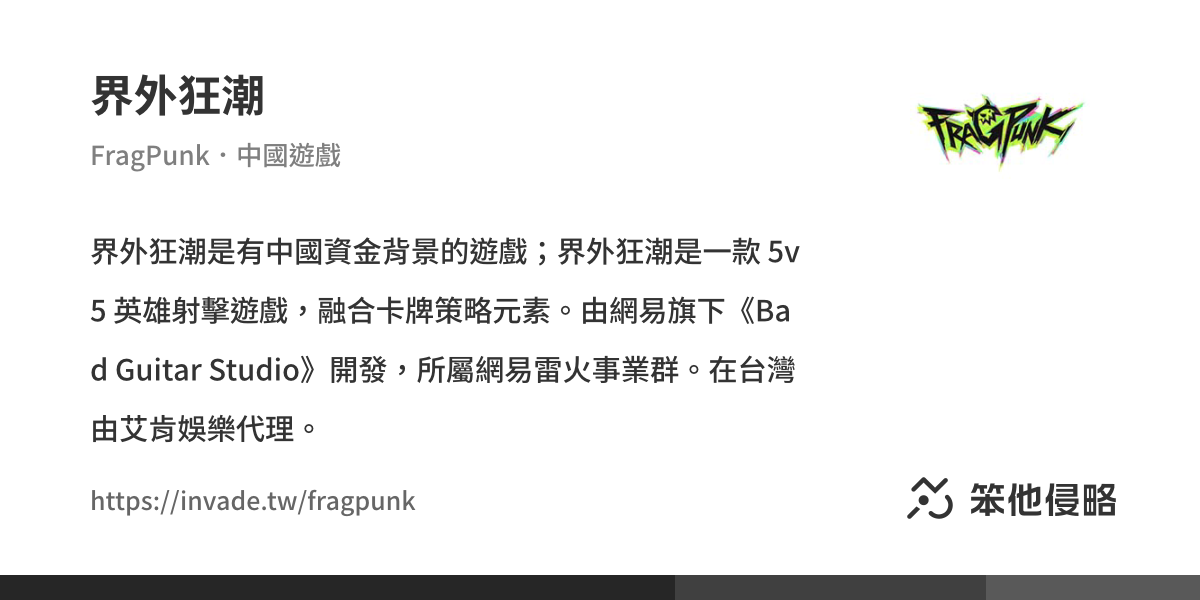 界外狂潮
FRAGPUNK
FragPunk・中國遊戲
界外狂潮是有中國資金背景的遊戲；界外狂潮是一款 5v
5 英雄射擊遊戲，融合卡牌策略元素。由網易旗下《Ba
d Guitar Studio》開發，所屬網易雷火事業群。在台灣
由艾肯娛樂代理。
https://invade.tw/fragpunk
笨他侵略